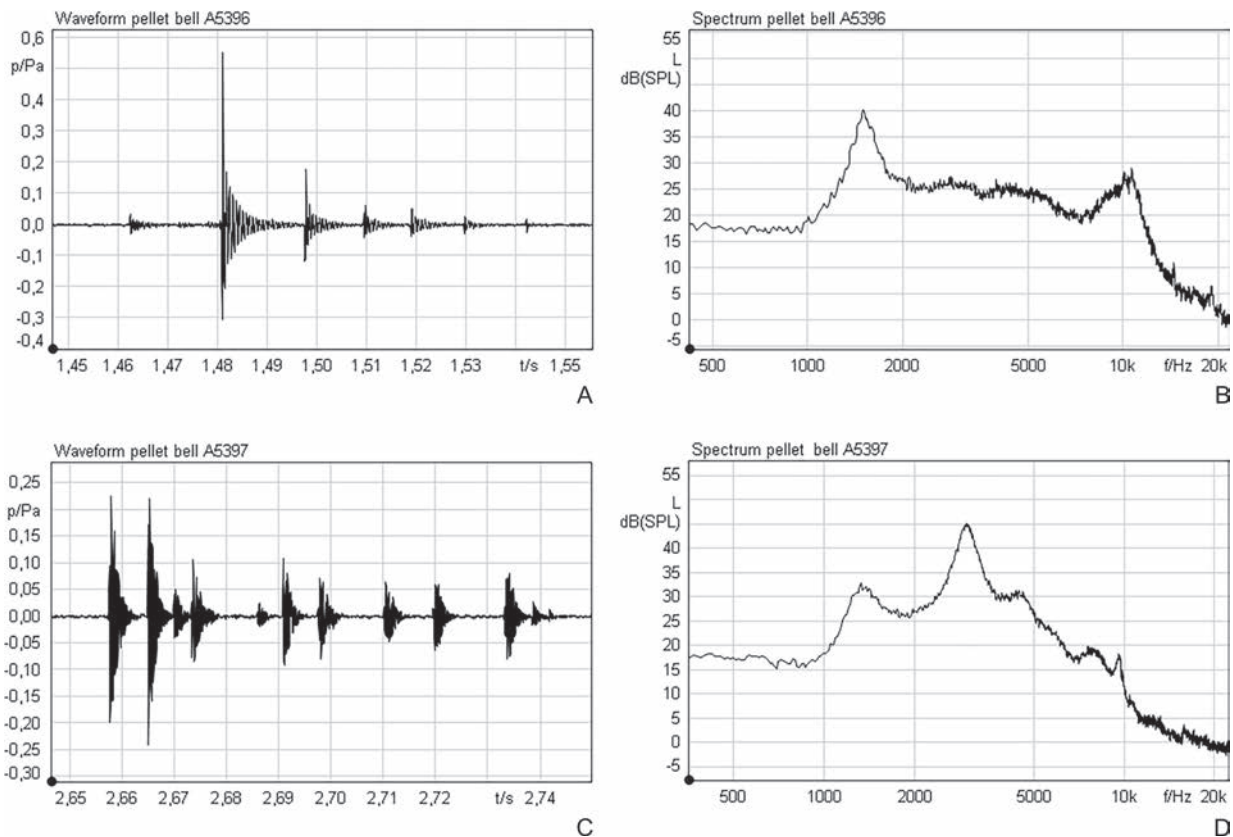 Waveform pellet bell A5396
0,6
p/Pa
0,4
0,3
0,2
0,1
0,0
-0,1
-0,2
-0,3
-0,4
1,45 1,46 1,47 1,48 1,49 1,50 1,51 1,52 1,53 t/s 1,55
A
Spectrum pellet bell A5396
55
L
dB(SPL)
40
35
30
25
20
15
10
5
0
-5
500 1000 2000 5000 10k f/Hz 20k
B
Waveform pellet bell A5397
0,25
p/Pa
0,15
0,10
0,05
0,00
-0,05
-0,10
-0,15
-0,20
-0,25
-0,30
2,65 2,66 2,67 2,68 2,69 2,70 2,71 2,72 t/s 2,74
C
Spectrum pellet bell A5397
55
L
dB(SPL)
40
35
30
25
20
15
10
5
0
-5
500 1000 2000 5000 10k f/Hz 20k
D